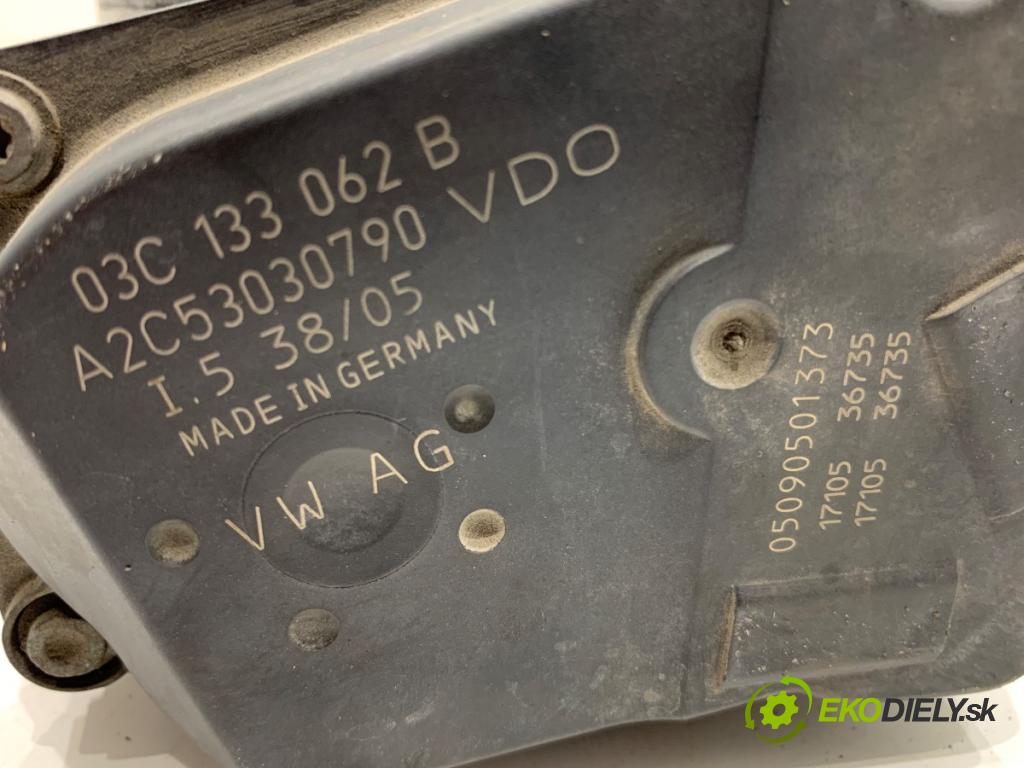 03C 133 062 B
A2C53030790 VDO
I.5 38/05
MADE IN GERMANY
VW AG
0509050501373
17105 36735
17105 36735
EKODIELY.sk